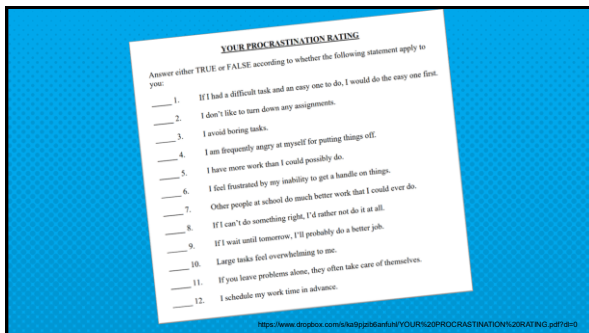 YOUR PROCRASTINATION RATING
Answer either TRUE or FALSE according to whether the following statement apply to
you:
_____ 1. If I had a difficult task and an easy one to do, I would do the easy one first.
_____ 2. I don't like to turn down any assignments.
_____ 3. I avoid boring tasks.
_____ 4. I am frequently angry at myself for putting things off.
_____ 5. I have more work than I could possibly do.
_____ 6. I feel frustrated by my inability to get a handle on things.
_____ 7. Other people at school do much better work that I could ever do.
_____ 8. If I can't do something right, I'd rather not do it at all.
_____ 9. If I wait until tomorrow, I'll probably do a better job.
_____ 10. Large tasks feel overwhelming to me.
_____ 11. If you leave problems alone, they often take care of themselves.
_____ 12. I schedule my work time in advance.
https://www.dropbox.com/s/ka9pjaib6anfuhl/YOUR%20PROCRASTINATION%20RATING.pdf?dl=0